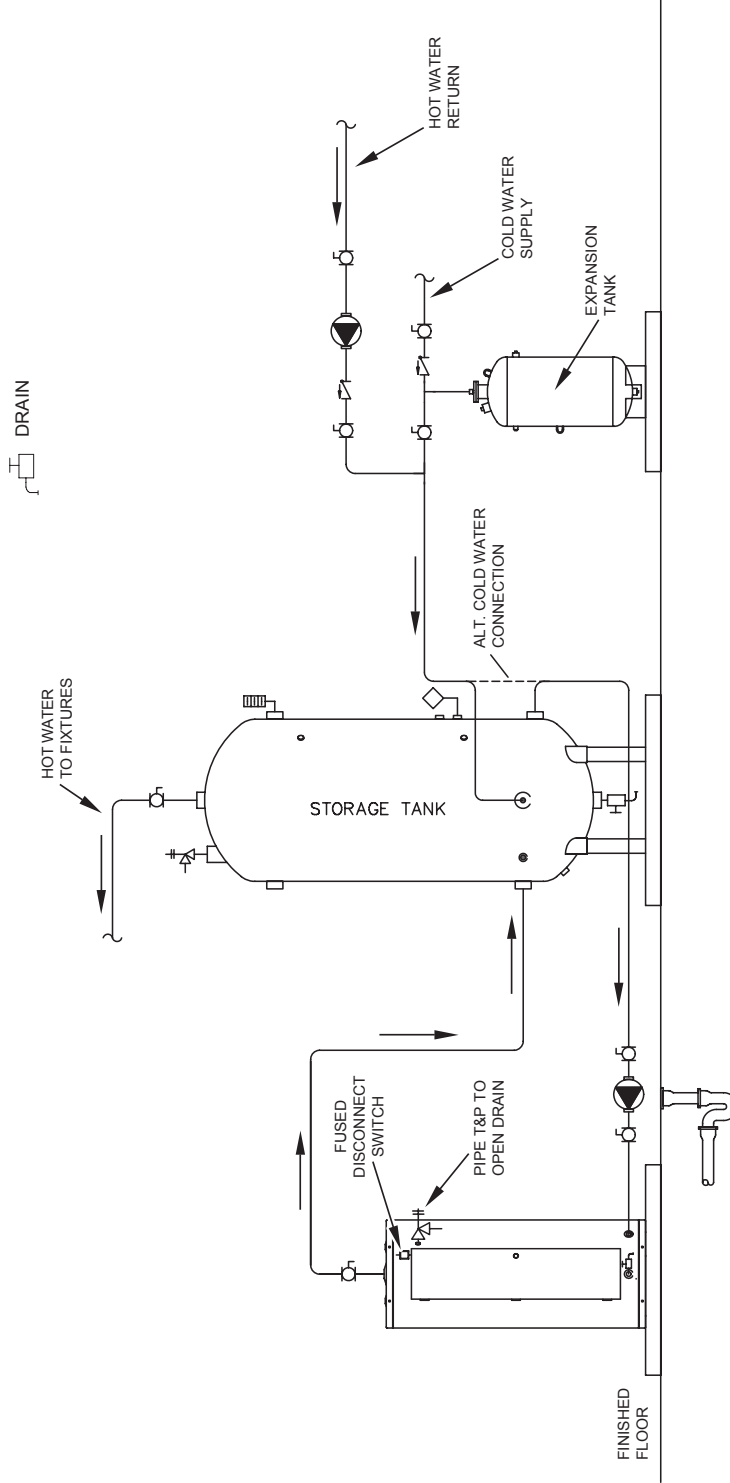 FINISHED
FLOOR
FUSED
DISCONNECT
SWITCH
PIPE T&P TO
OPEN DRAIN
HOT WATER
TO FIXTURES
STORAGE TANK
ALT. COLD WATER
CONNECTION
DRAIN
EXPANSION
TANK
COLD WATER
SUPPLY
HOT WATER
RETURN